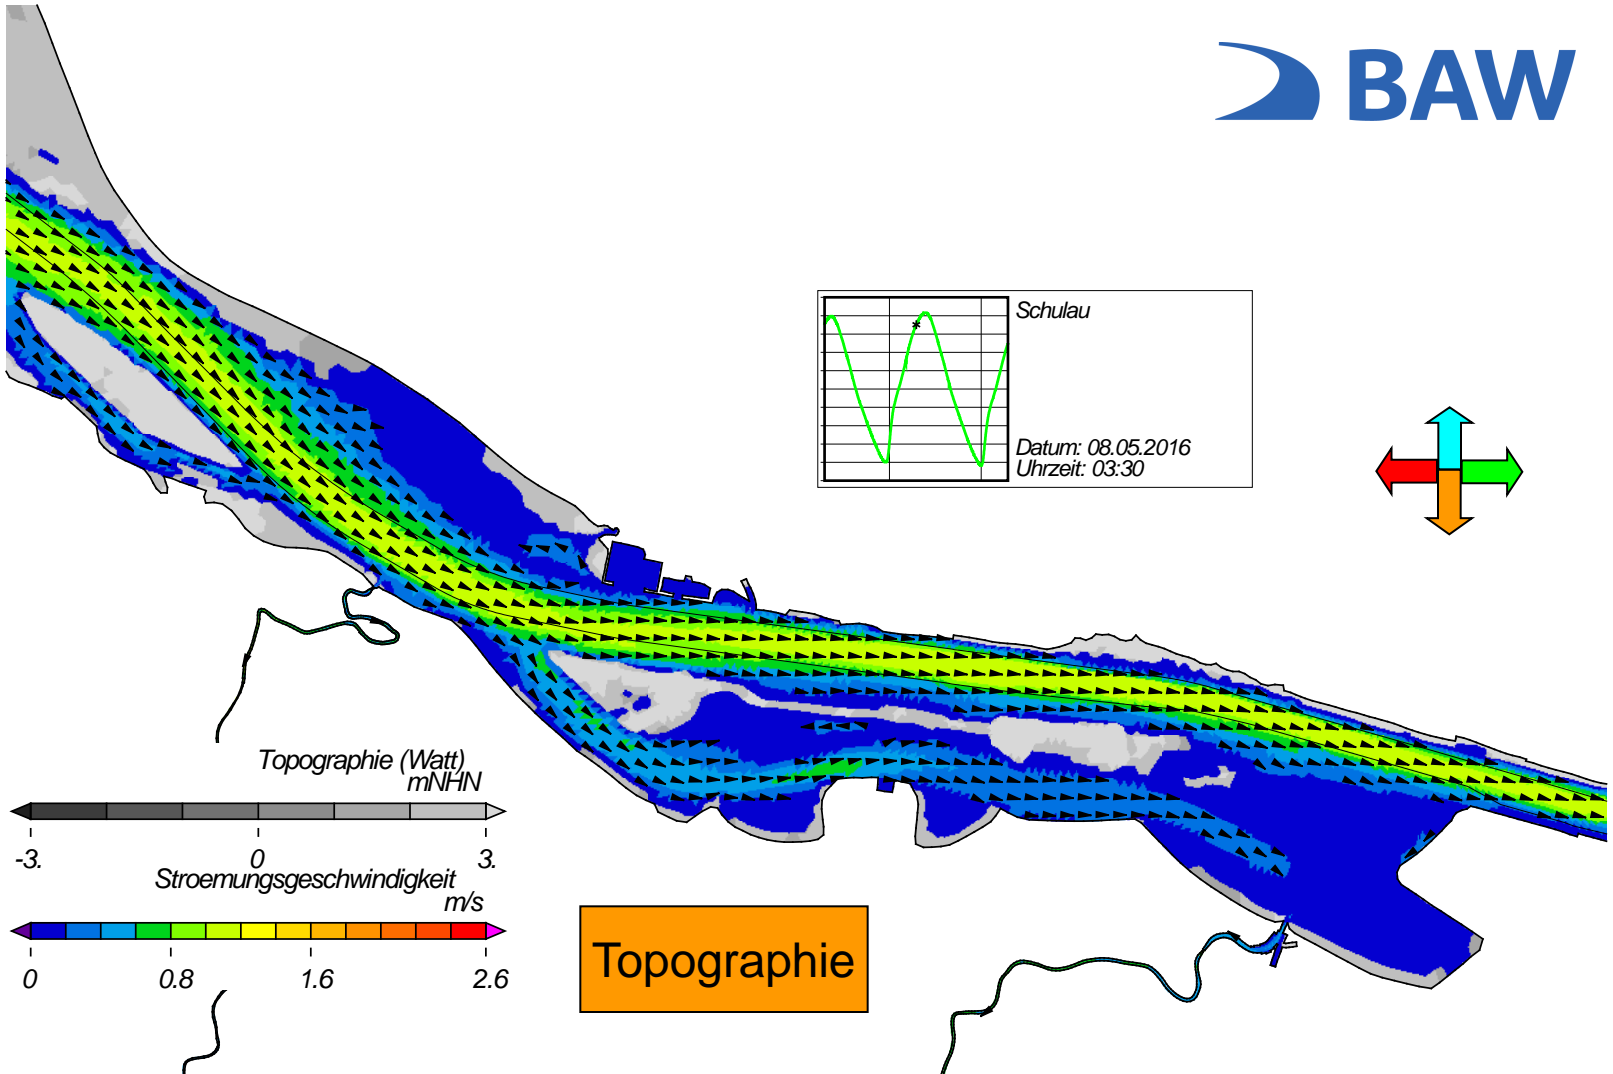 BAW
Schulau
Datum: 08.05.2016
Uhrzeit: 03:30
Topographie (Watt)
mNHN
-3. 0 3.
Stroemungsgeschwindigkeit
m/s
0 0.8 1.6 2.6
Topographie